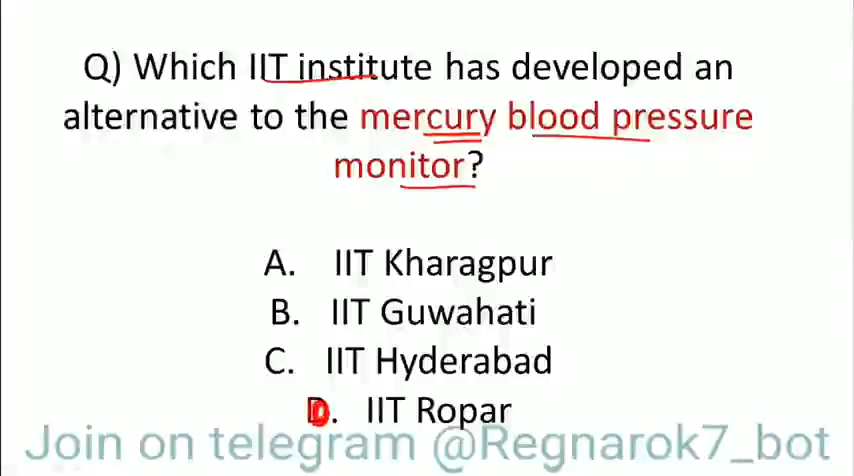 Q) Which IIT institute has developed an
alternative to the mercury blood pressure
monitor?
A. IIT Kharagpur
B. IIT Guwahati
C. IIT Hyderabad
D. IIT Ropar
Join on telegram @Regnarok7_bot